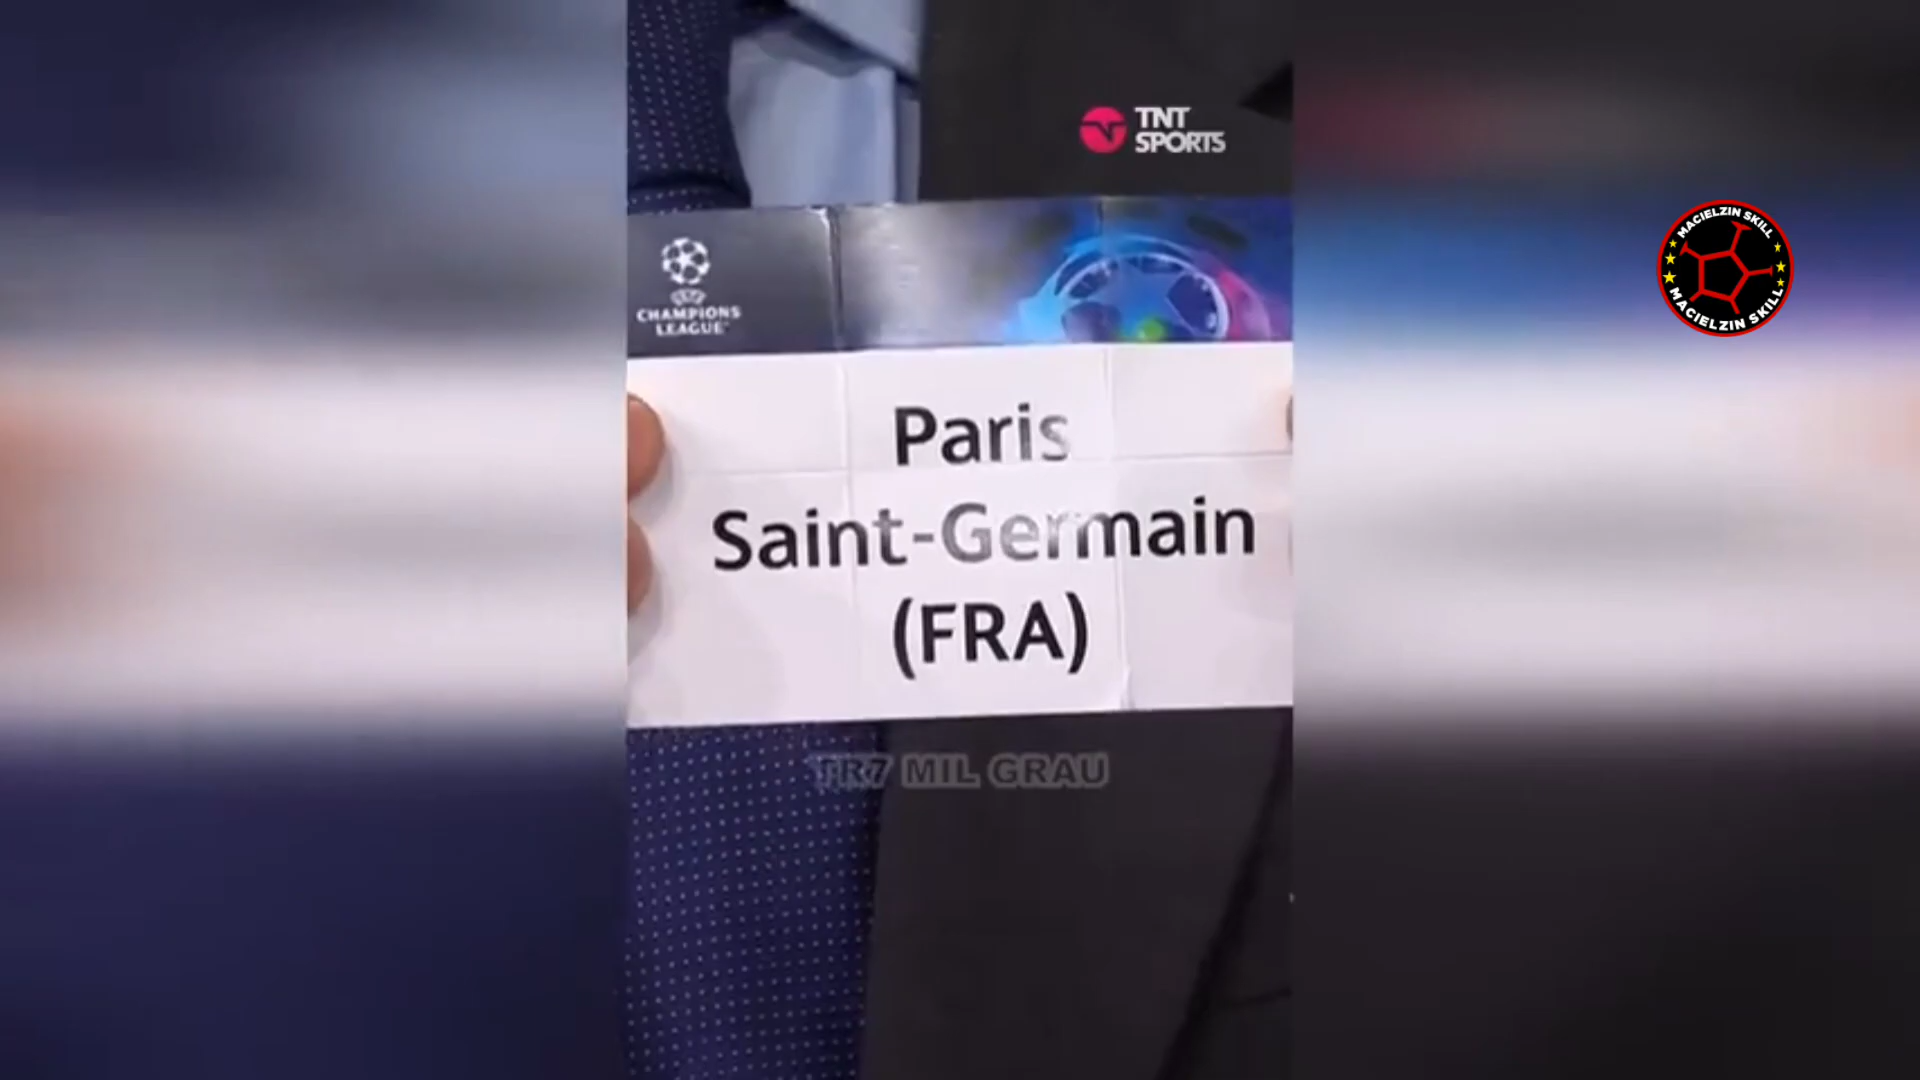 TNT
SPORTS
MACIELZIN SKILL
MACIELZIN SKILL
CHAMPIONS
LEAGUE
Paris
Saint-Germain
(FRA)
TR7 MIL GRAU